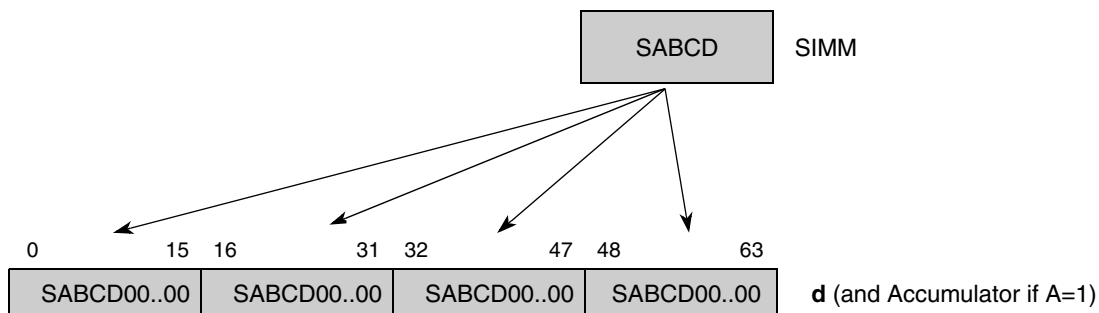 SABCD SIMM
0 15 16 31 32 47 48 63
SABCD00..00 SABCD00..00 SABCD00..00 SABCD00..00 d (and Accumulator if A=1)